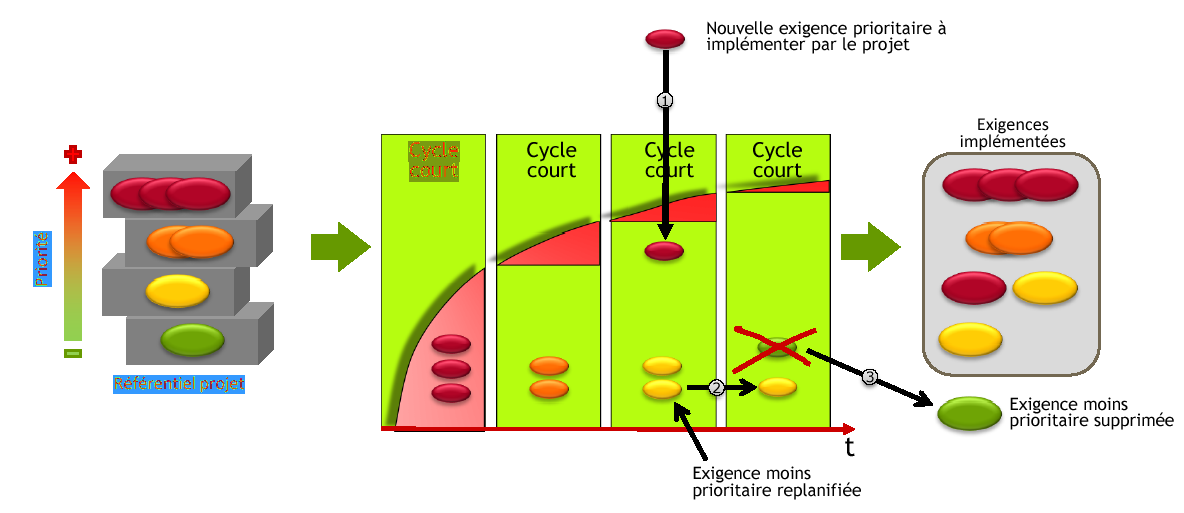 Nouvelle exigence prioritaire à
implémenter par le projet
1
Cycle
court
Cycle
court
Cycle
court
Cycle
court
Exigences
implémentées
+
Priorité
-
Référentiel projet
2
3
t
Exigence moins
prioritaire supprimée
Exigence moins
prioritaire replanifiée